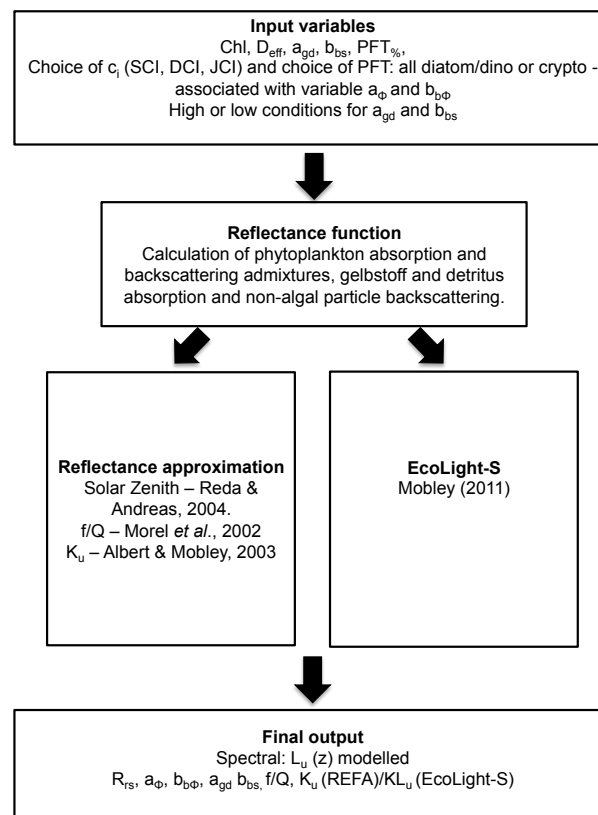 Input variables
Chl, D_eff, a_gd, b_bs, PFT_%,
Choice of c_i (SCI, DCI, JCI) and choice of PFT: all diatom/dino or crypto -
associated with variable a_Φ and b_bΦ
High or low conditions for a_gd and b_bs
Reflectance function
Calculation of phytoplankton absorption and
backscattering admixtures, gelbstoff and detritus
absorption and non-algal particle backscattering.
Reflectance approximation
Solar Zenith – Reda &
Andreas, 2004.
f/Q – Morel et al., 2002
K_u – Albert & Mobley, 2003
EcoLight-S
Mobley (2011)
Final output
Spectral: L_u (z) modelled
R_rs, a_Φ, b_bΦ, a_gd b_bs, f/Q, K_u (REFA)/KL_u (EcoLight-S)